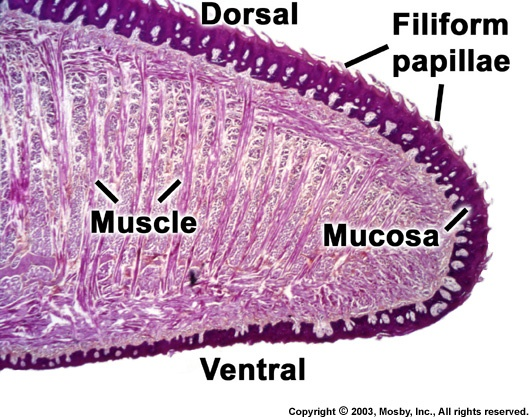 Dorsal
Filiform
papillae
Muscle
Mucosa
Ventral
Copyright © 2003, Mosby, Inc., All rights reserved.